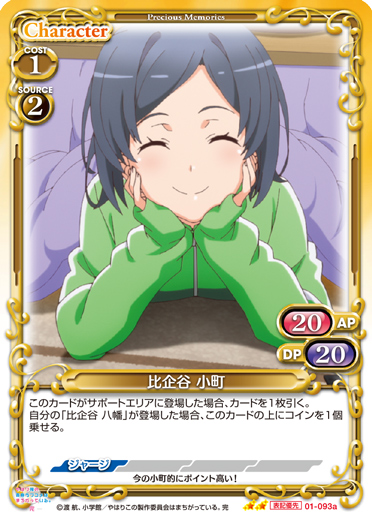 Precious Memories
Character
COST
1
SOURCE
2
20 AP
DP 20
比企谷 小町
このカードがサポートエリアに登場した場合、カードを1枚引く。
自分の「比企谷 八幡」が登場した場合、このカードの上にコインを1個
乗せる。
ジャージ
今の小町的にポイント高い!
©渡 航、小学館/やはりこの製作委員会はまちがっている。完
★★ 表記優先 01-093a